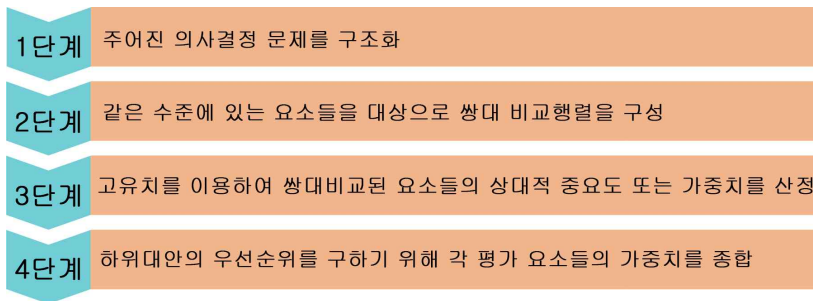 1단계 주어진 의사결정 문제를 구조화
2단계 같은 수준에 있는 요소들을 대상으로 쌍대 비교행렬을 구성
3단계 고유치를 이용하여 쌍대비교된 요소들의 상대적 중요도 또는 가중치를 산정
4단계 하위대안의 우선순위를 구하기 위해 각 평가 요소들의 가중치를 종합